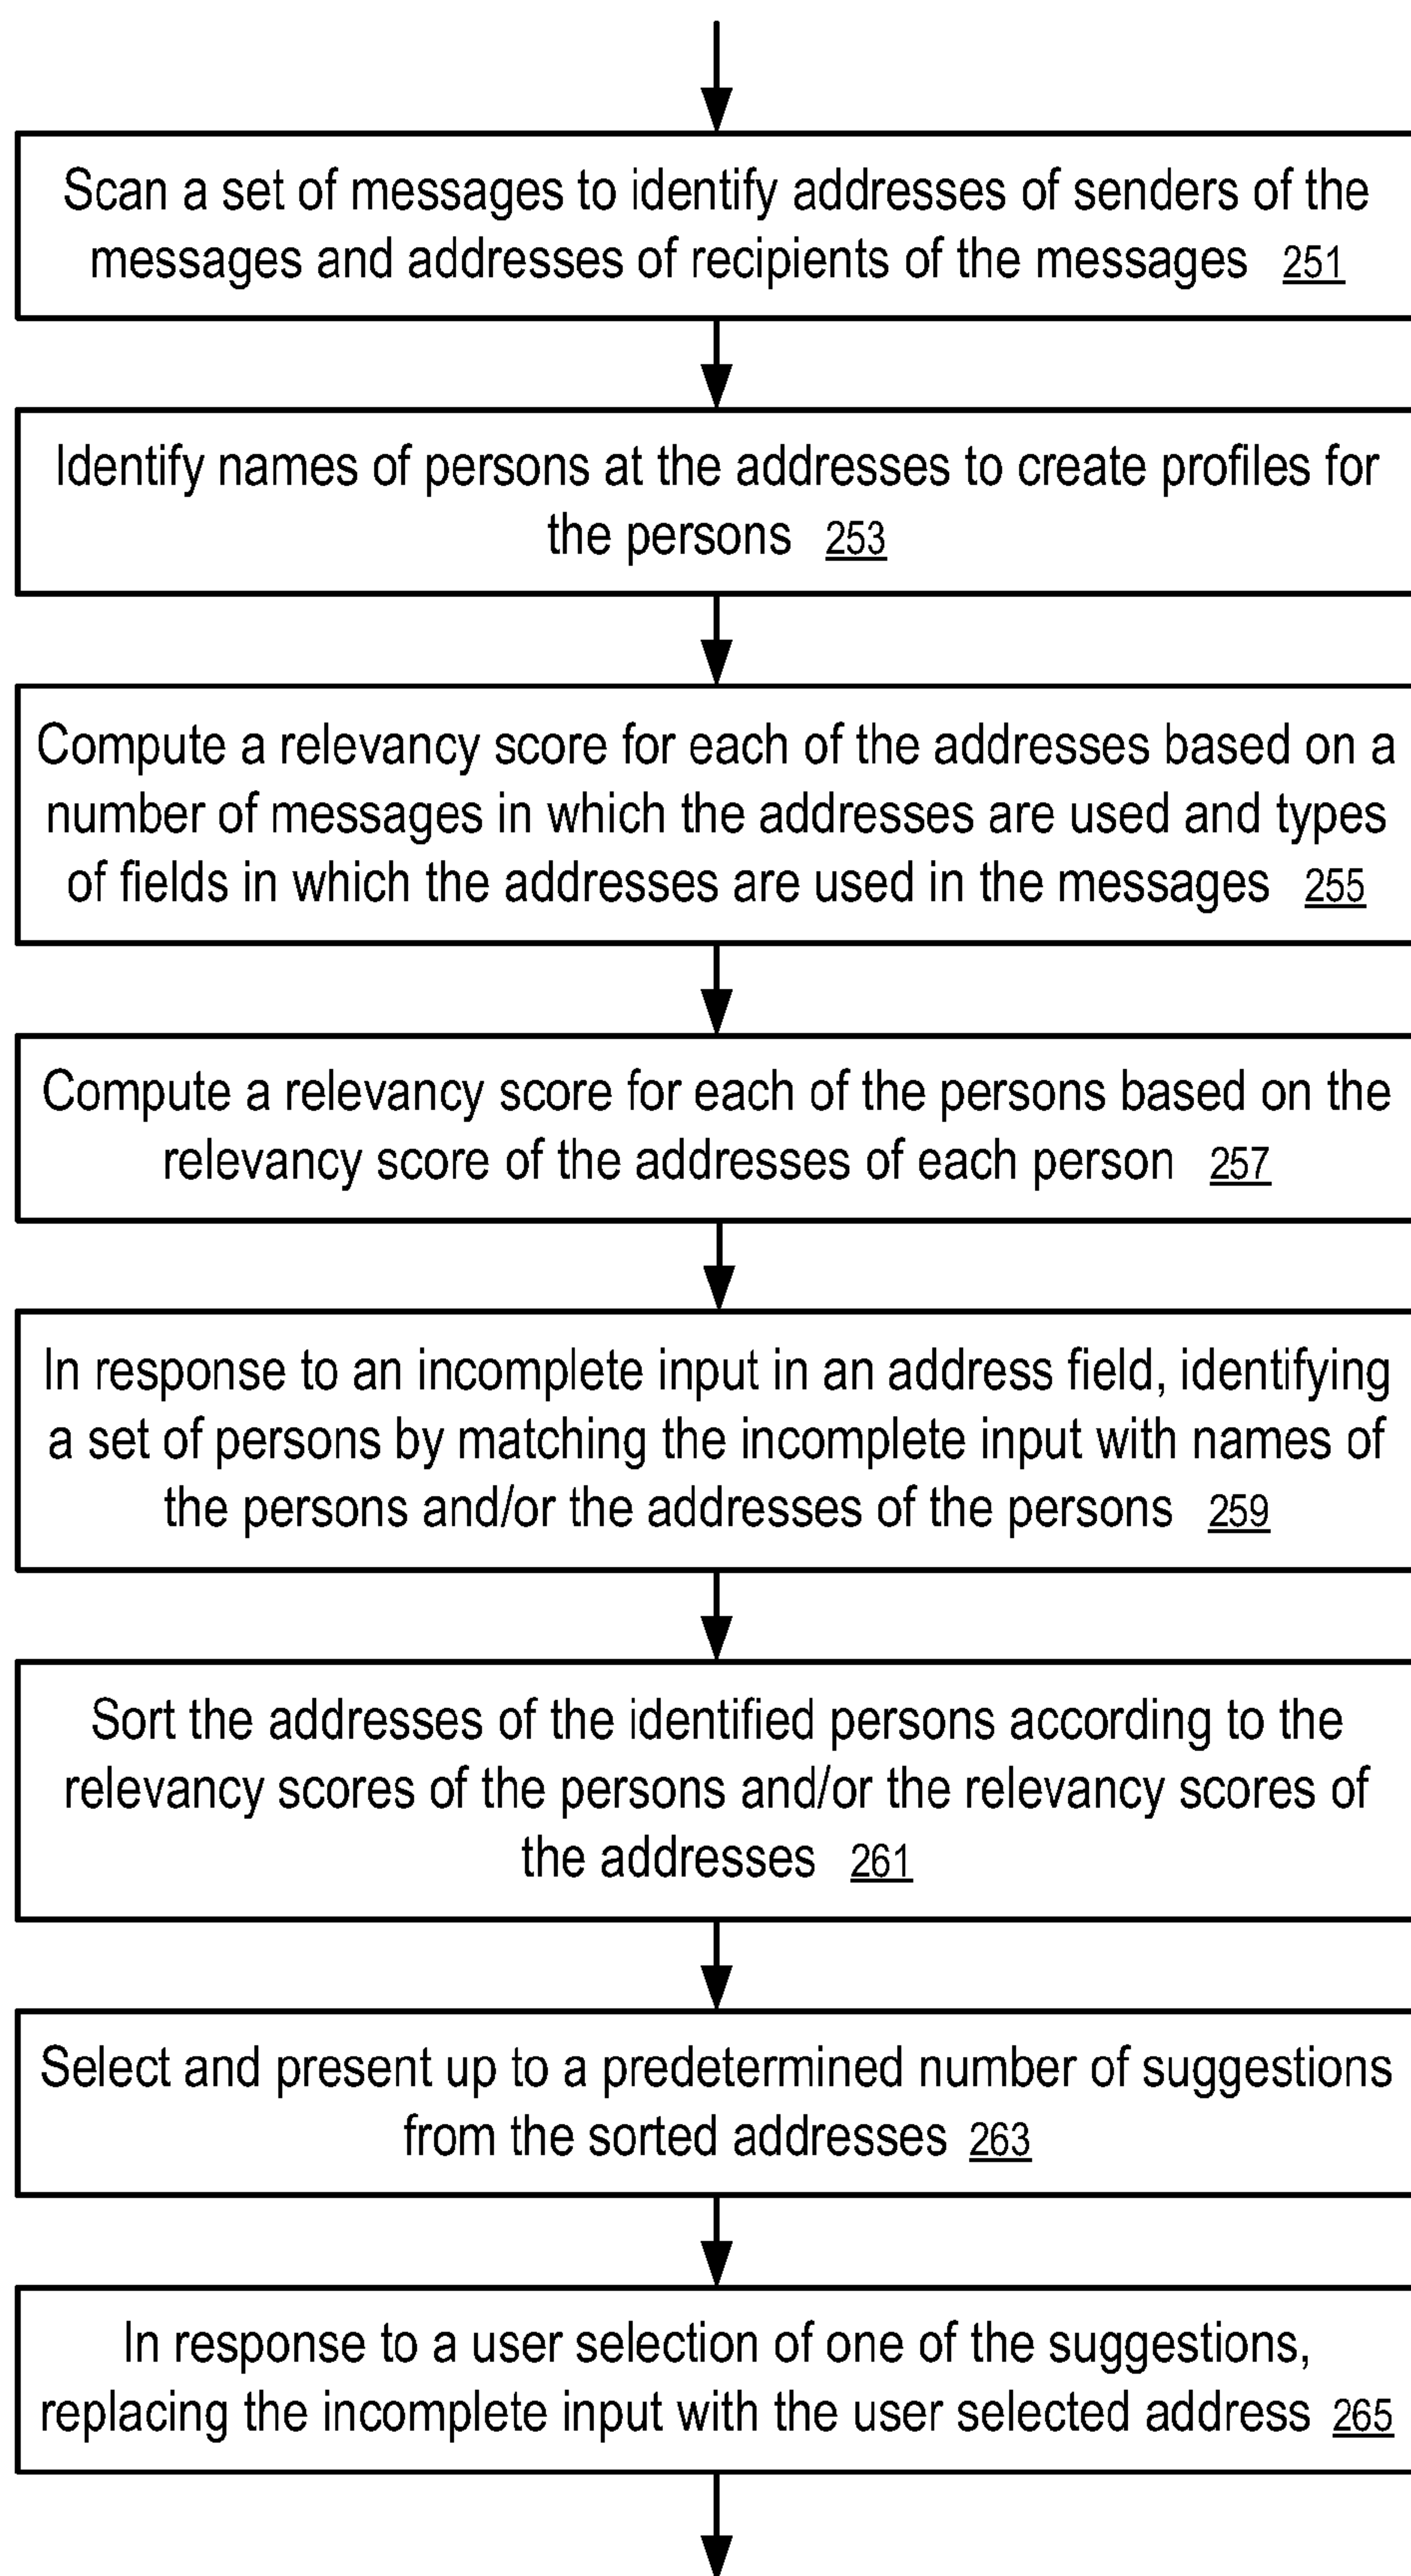 Scan a set of messages to identify addresses of senders of the
messages and addresses of recipients of the messages 251
Identify names of persons at the addresses to create profiles for
the persons 253
Compute a relevancy score for each of the addresses based on a
number of messages in which the addresses are used and types
of fields in which the addresses are used in the messages 255
Compute a relevancy score for each of the persons based on the
relevancy score of the addresses of each person 257
In response to an incomplete input in an address field, identifying
a set of persons by matching the incomplete input with names of
the persons and/or the addresses of the persons 259
Sort the addresses of the identified persons according to the
relevancy scores of the persons and/or the relevancy scores of
the addresses 261
Select and present up to a predetermined number of suggestions
from the sorted addresses 263
In response to a user selection of one of the suggestions,
replacing the incomplete input with the user selected address 265